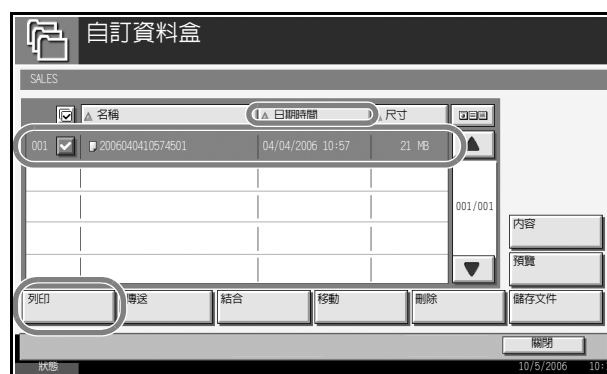 自訂資料盒
SALES
名稱 日期時間 尺寸
001 2006040410574501 04/04/2006 10:57 21 MB
001/001
內容
預覽
列印 傳送 結合 移動 刪除 儲存文件
關閉
狀態 10/5/2006 10: